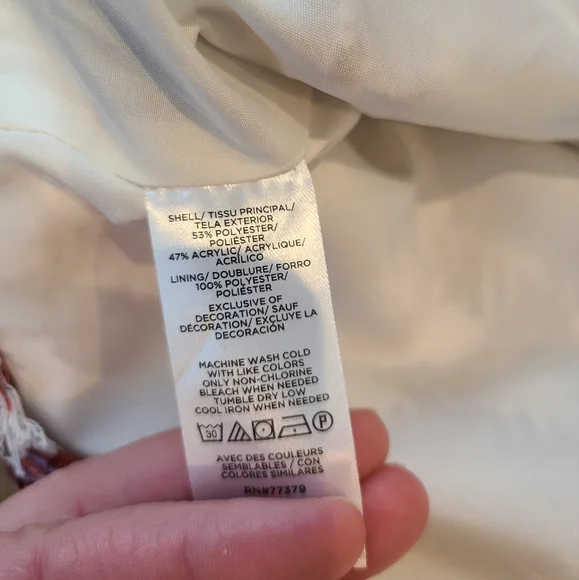 SHELL/ TISSU PRINCIPAL/
TELA EXTERIOR
53% POLYESTER/
POLIÉSTER
47% ACRYLIC/ ACRYLIQUE/
ACRÍLICO
LINING/ DOUBLURE/ FORRO
100% POLYESTER/
POLIÉSTER
EXCLUSIVE OF
DECORATION/ SAUF
DÉCORATION/ EXCLUYE LA
DECORACIÓN
MACHINE WASH COLD
WITH LIKE COLORS
ONLY NON-CHLORINE
BLEACH WHEN NEEDED
TUMBLE DRY LOW
COOL IRON WHEN NEEDED
30 P
AVEC DES COULEURS
SEMBLABLES / CON
COLORES SIMILARES
RN#77379